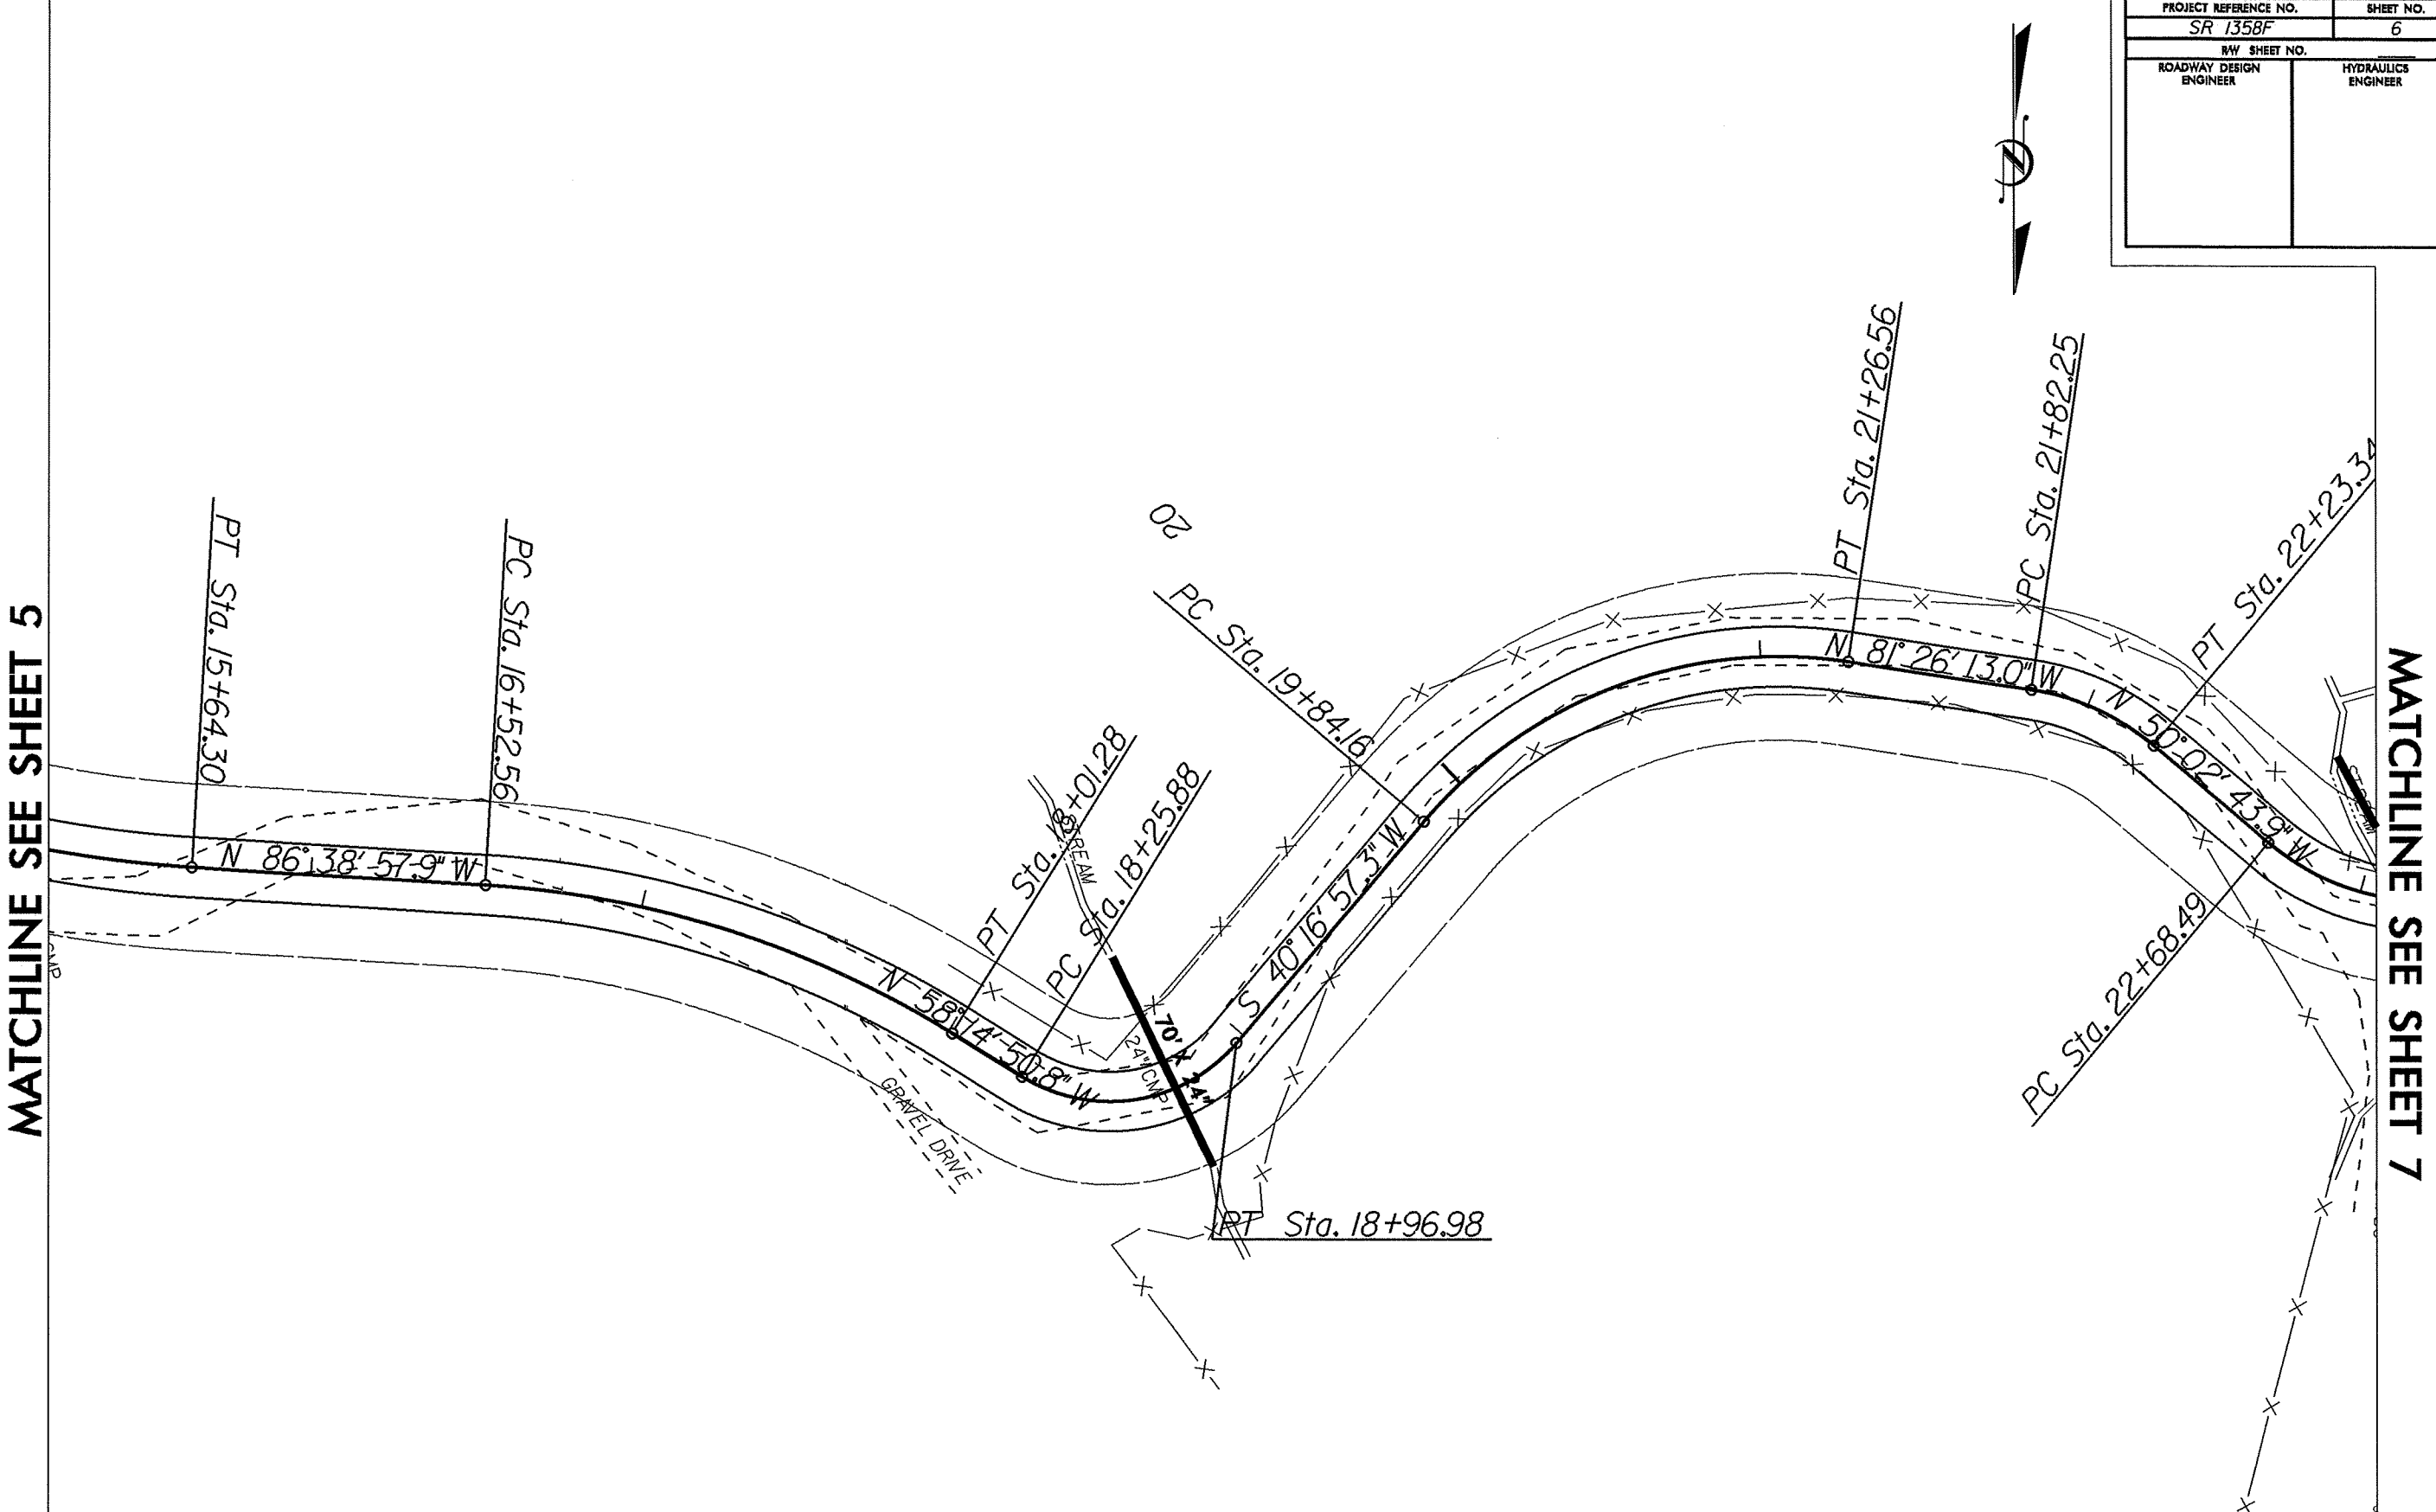 PROJECT REFERENCE NO.
SHEET NO.
SR 1358F
6
R/W SHEET NO.
ROADWAY DESIGN
ENGINEER
HYDRAULICS
ENGINEER
N
MATCHLINE SEE SHEET 5
MATCHLINE SEE SHEET 7
PT Sta. 15+64.30
PC Sta. 16+52.56
PT Sta. 18+01.28
PC Sta. 18+25.88
PT Sta. 18+96.98
20
PC Sta. 19+84.16
PT Sta. 21+26.56
PC Sta. 21+82.25
PT Sta. 22+23.34
PC Sta. 22+68.49
N 86° 38' 57.9" W
N 58° 14' 50.8" W
S 40° 16' 57.3" W
N 81° 26' 13.0" W
N 50° 02' 43.9" W
STREAM
70' X 24"
24" CMP
GRAVEL DRIVE
CMP